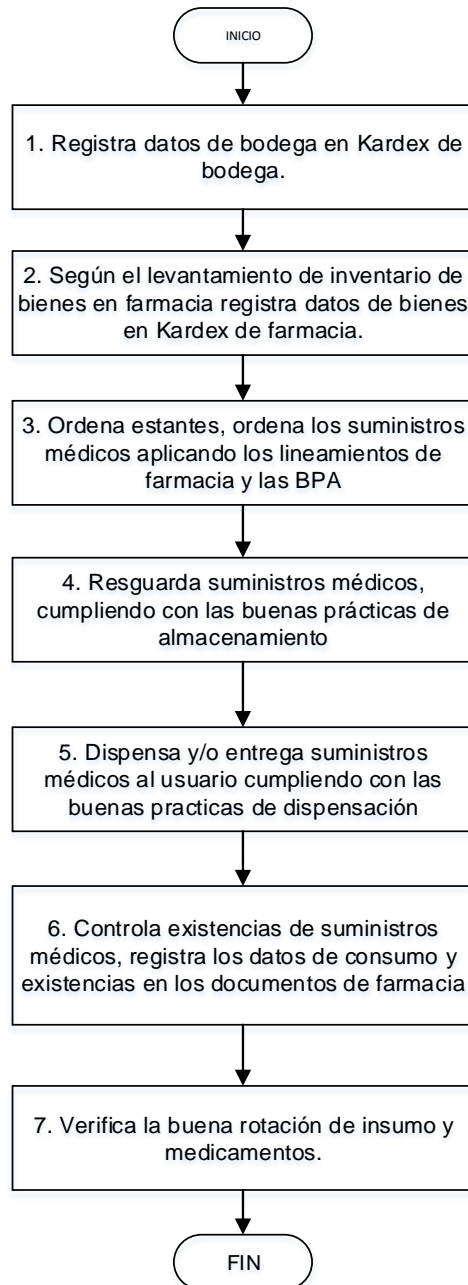 INICIO
1. Registra datos de bodega en Kardex de
bodega.
2. Según el levantamiento de inventario de
bienes en farmacia registra datos de bienes
en Kardex de farmacia.
3. Ordena estantes, ordena los suministros
médicos aplicando los lineamientos de
farmacia y las BPA
4. Resguarda suministros médicos,
cumpliendo con las buenas prácticas de
almacenamiento
5. Dispensa y/o entrega suministros
médicos al usuario cumpliendo con las
buenas practicas de dispensación
6. Controla existencias de suministros
médicos, registra los datos de consumo y
existencias en los documentos de farmacia
7. Verifica la buena rotación de insumo y
medicamentos.
FIN